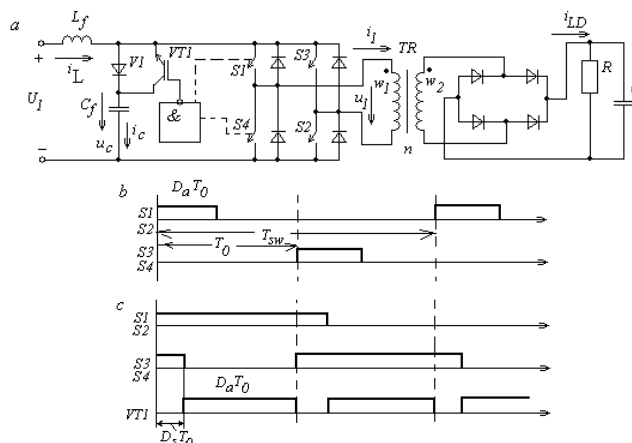 a
L_f
V1
VT1
i_L
+
U_1
C_f
u_c
i_c
&
S1
S3
S4
S2
i_1
TR
w_1
w_2
u_1
n
i_LD
R
−
b
D_aT_0
S1
S2
T_sw
T_0
S3
S4
c
S1
S2
S3
S4
D_aT_0
VT1
D_sT_0